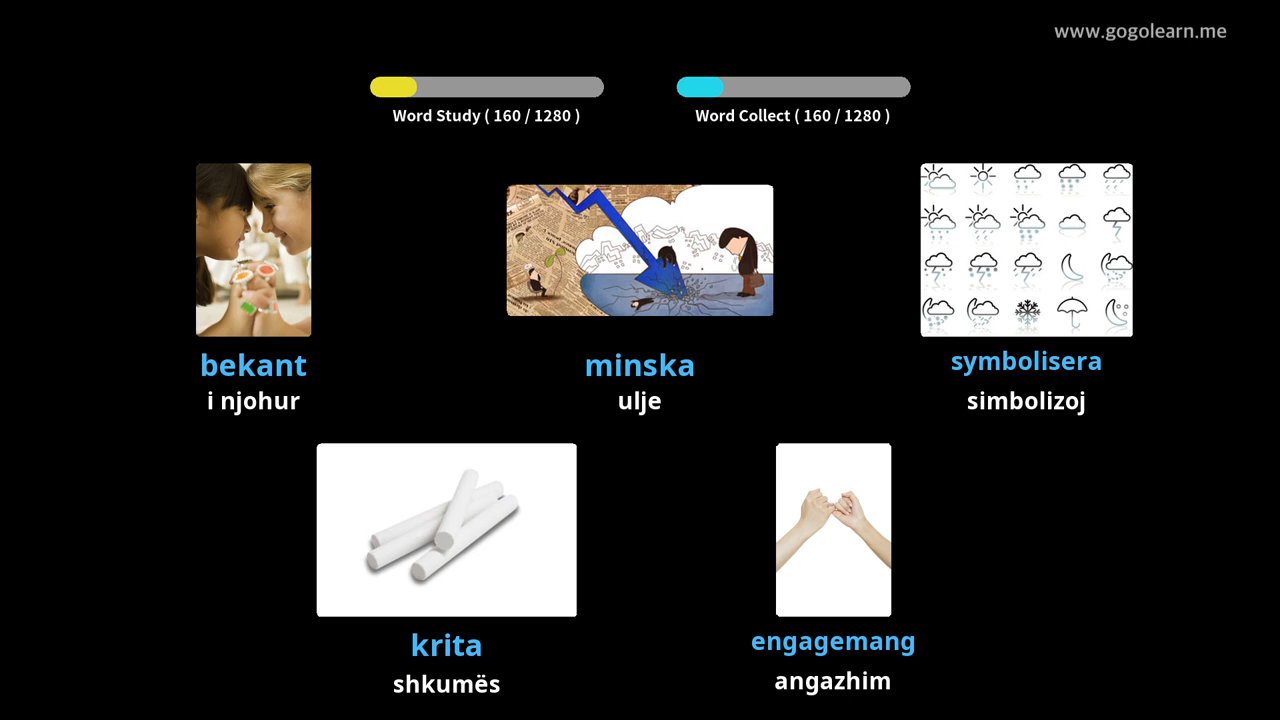 www.gogolearn.me
Word Study ( 160 / 1280 )
Word Collect ( 160 / 1280 )
bekant
i njohur
minska
ulje
symbolisera
simbolizoj
krita
shkumës
engagemang
angazhim